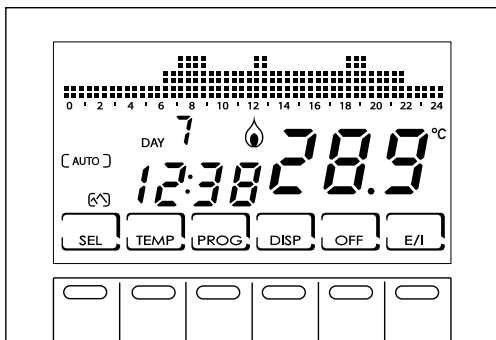 0 2 4 6 8 10 12 14 16 18 20 22 24
DAY 7
28.9 °C
[AUTO]
12:38
SEL TEMP PROG DISP OFF E/I